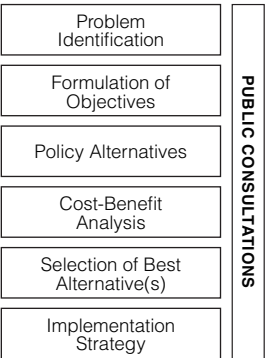 Problem
Identification
Formulation of
Objectives
Policy Alternatives
Cost-Benefit
Analysis
Selection of Best
Alternative(s)
Implementation
Strategy
PUBLIC CONSULTATIONS